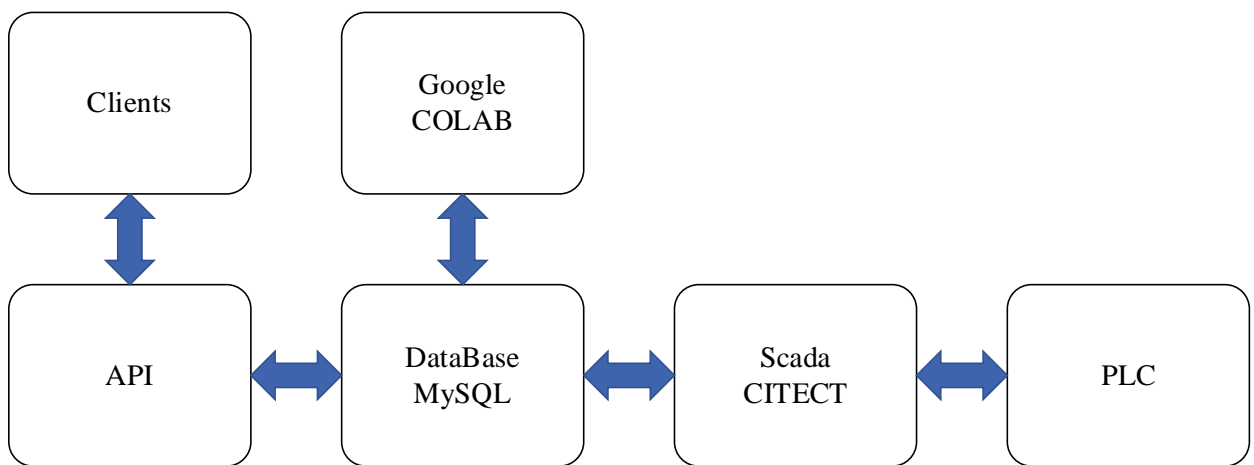 Clients
Google
COLAB
API
DataBase
MySQL
Scada
CITECT
PLC